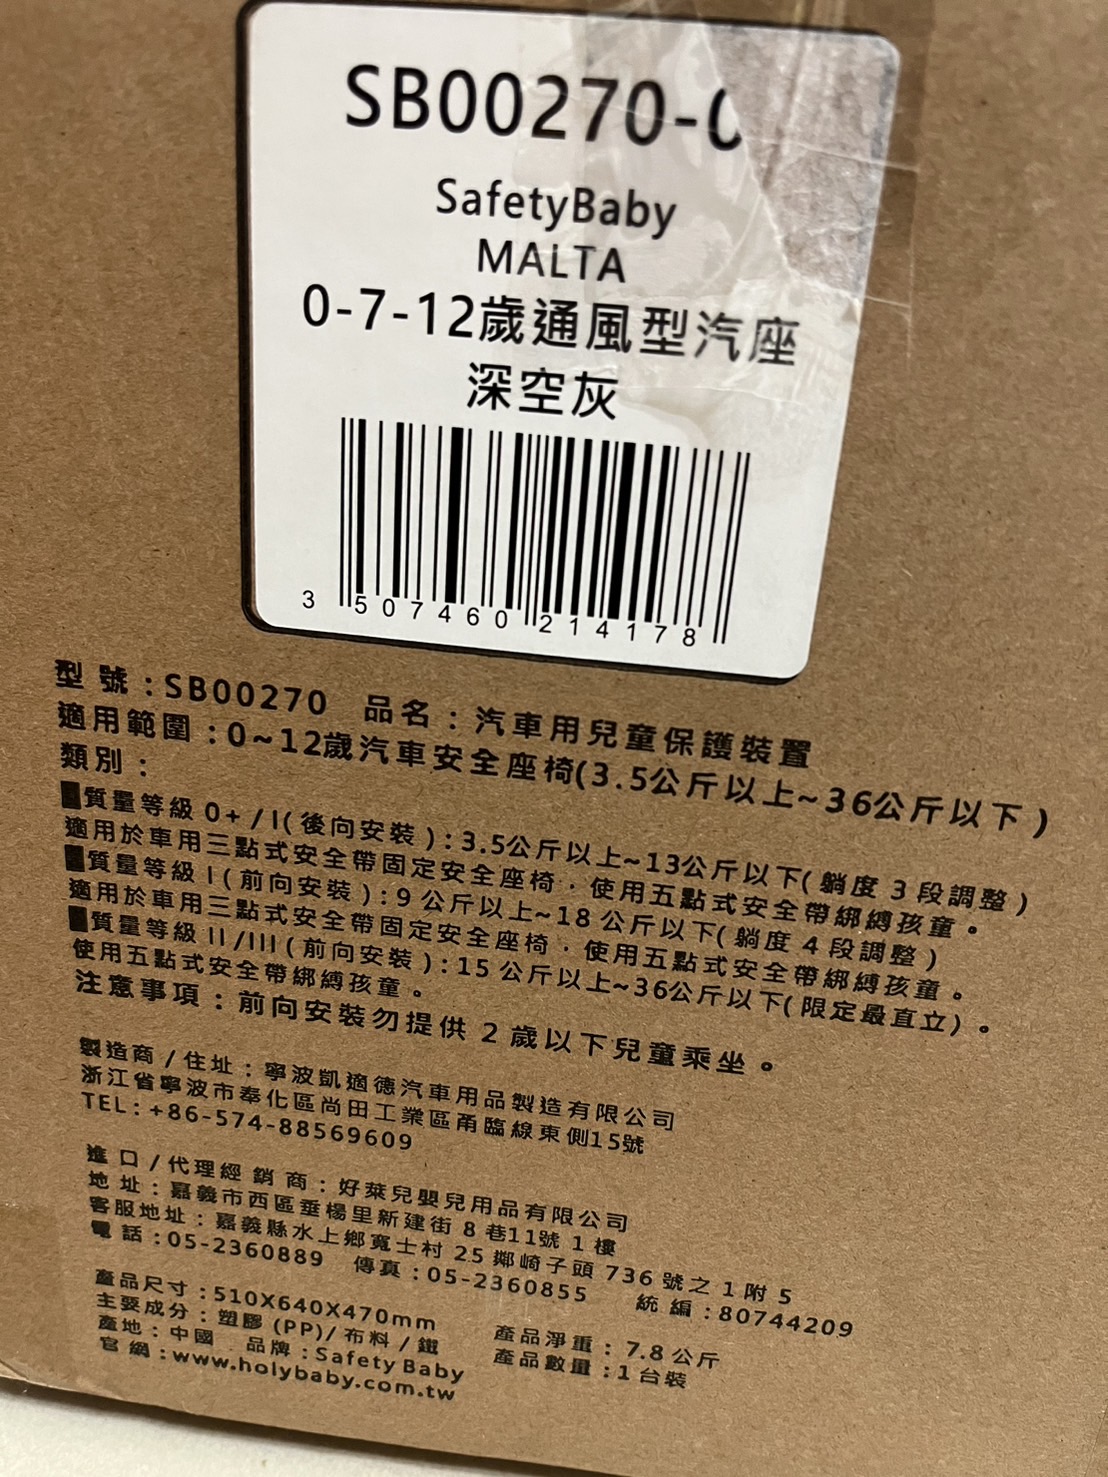 SB00270-0
SafetyBaby
MALTA
0-7-12歲通風型汽座
深空灰
3 507460 214178
型號：SB00270 品名：汽車用兒童保護裝置
適用範圍：0~12歲汽車安全座椅(3.5公斤以上~36公斤以下)
類別：
■質量等級 0+/I(後向安裝)：3.5公斤以上~13公斤以下(躺度3段調整)
適用於車用三點式安全帶固定安全座椅．使用五點式安全帶綁縛孩童。
■質量等級 I(前向安裝)：9公斤以上~18公斤以下(躺度4段調整)
適用於車用三點式安全帶固定安全座椅．使用五點式安全帶綁縛孩童。
■質量等級 II/III(前向安裝)：15公斤以上~36公斤以下(限定最直立)。
使用五點式安全帶綁縛孩童。
注意事項：前向安裝勿提供2歲以下兒童乘坐。
製造商/住址：寧波凱適德汽車用品製造有限公司
浙江省寧波市奉化區尚田工業區甬臨線東側15號
TEL：+86-574-88569609
進口/代理經銷商：好萊兒嬰兒用品有限公司
地址：嘉義市西區垂楊里新建街8巷11號1樓
客服地址：嘉義縣水上鄉寬士村25鄰崎子頭736號之1附5
電話：05-2360889 傳真：05-2360855 統編：80744209
產品尺寸：510X640X470mm 產品淨重：7.8公斤
主要成分：塑膠(PP)/布料/鐵 產品數量：1台裝
產地：中國 品牌：Safety Baby
官網：www.holybaby.com.tw